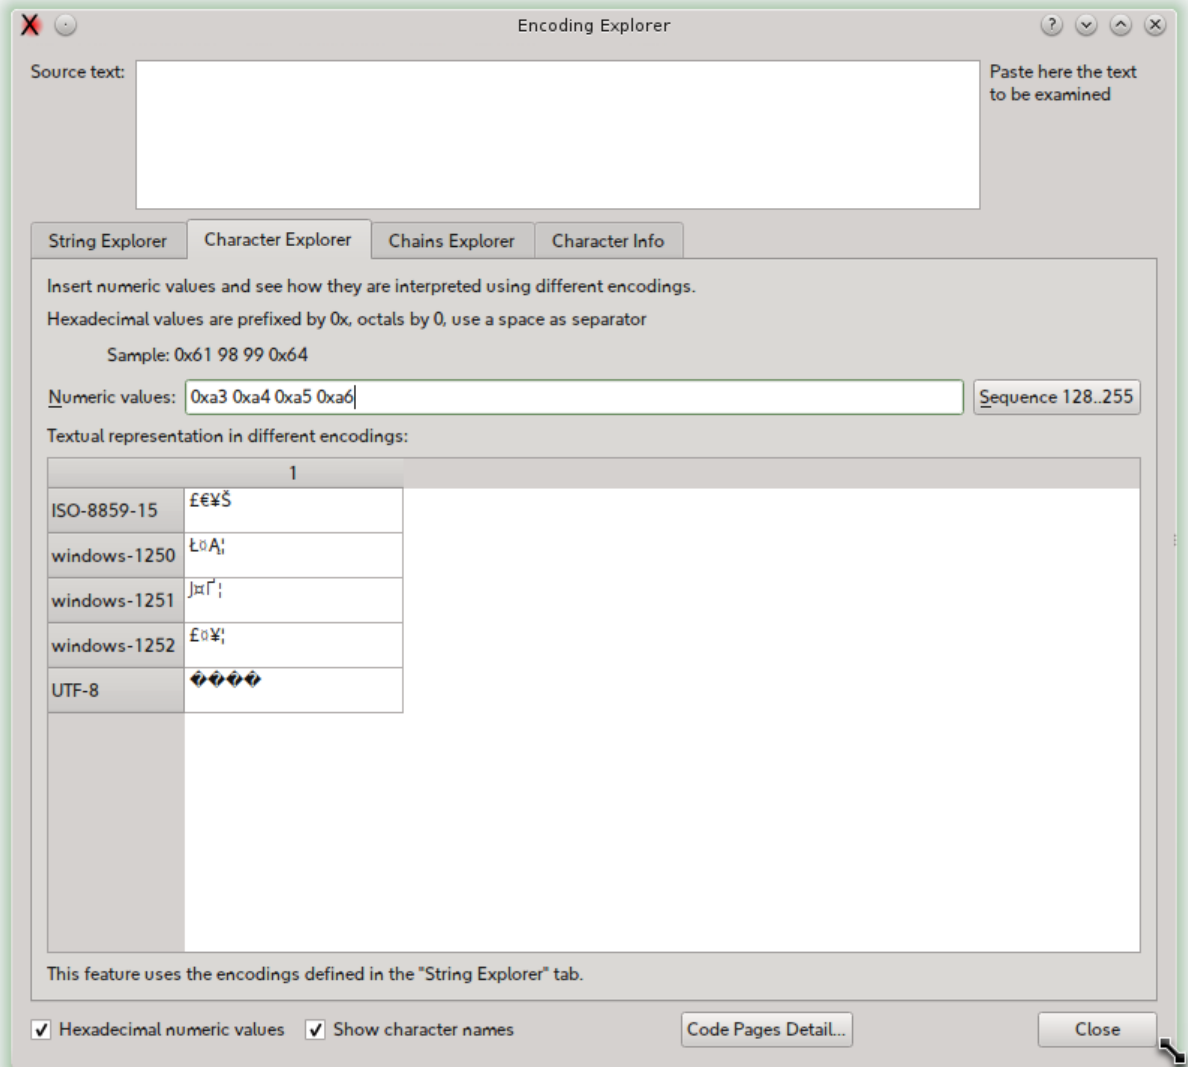 Encoding Explorer
Source text:
Paste here the text
to be examined
String Explorer
Character Explorer
Chains Explorer
Character Info
Insert numeric values and see how they are interpreted using different encodings.
Hexadecimal values are prefixed by 0x, octals by 0, use a space as separator
Sample: 0x61 98 99 0x64
Numeric values: 0xa3 0xa4 0xa5 0xa6 Sequence 128..255
Textual representation in different encodings:
1
ISO-8859-15 £€¥Š
windows-1250 Ł¤Ą¦
windows-1251 Ј¤Ґ¦
windows-1252 £¤¥¦
UTF-8 ����
This feature uses the encodings defined in the "String Explorer" tab.
Hexadecimal numeric values Show character names Code Pages Detail... Close